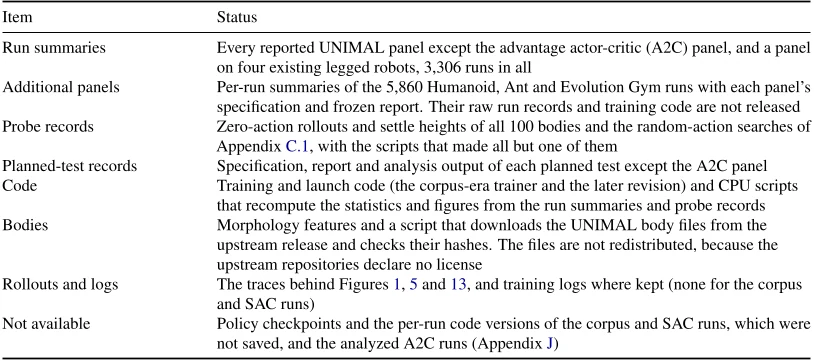 Item Status
Run summaries Every reported UNIMAL panel except the advantage actor-critic (A2C) panel, and a panel
on four existing legged robots, 3,306 runs in all
Additional panels Per-run summaries of the 5,860 Humanoid, Ant and Evolution Gym runs with each panel's
specification and frozen report. Their raw run records and training code are not released
Probe records Zero-action rollouts and settle heights of all 100 bodies and the random-action searches of
Appendix C.1, with the scripts that made all but one of them
Planned-test records Specification, report and analysis output of each planned test except the A2C panel
Code Training and launch code (the corpus-era trainer and the later revision) and CPU scripts
that recompute the statistics and figures from the run summaries and probe records
Bodies Morphology features and a script that downloads the UNIMAL body files from the
upstream release and checks their hashes. The files are not redistributed, because the
upstream repositories declare no license
Rollouts and logs The traces behind Figures 1, 5 and 13, and training logs where kept (none for the corpus
and SAC runs)
Not available Policy checkpoints and the per-run code versions of the corpus and SAC runs, which were
not saved, and the analyzed A2C runs (Appendix J)